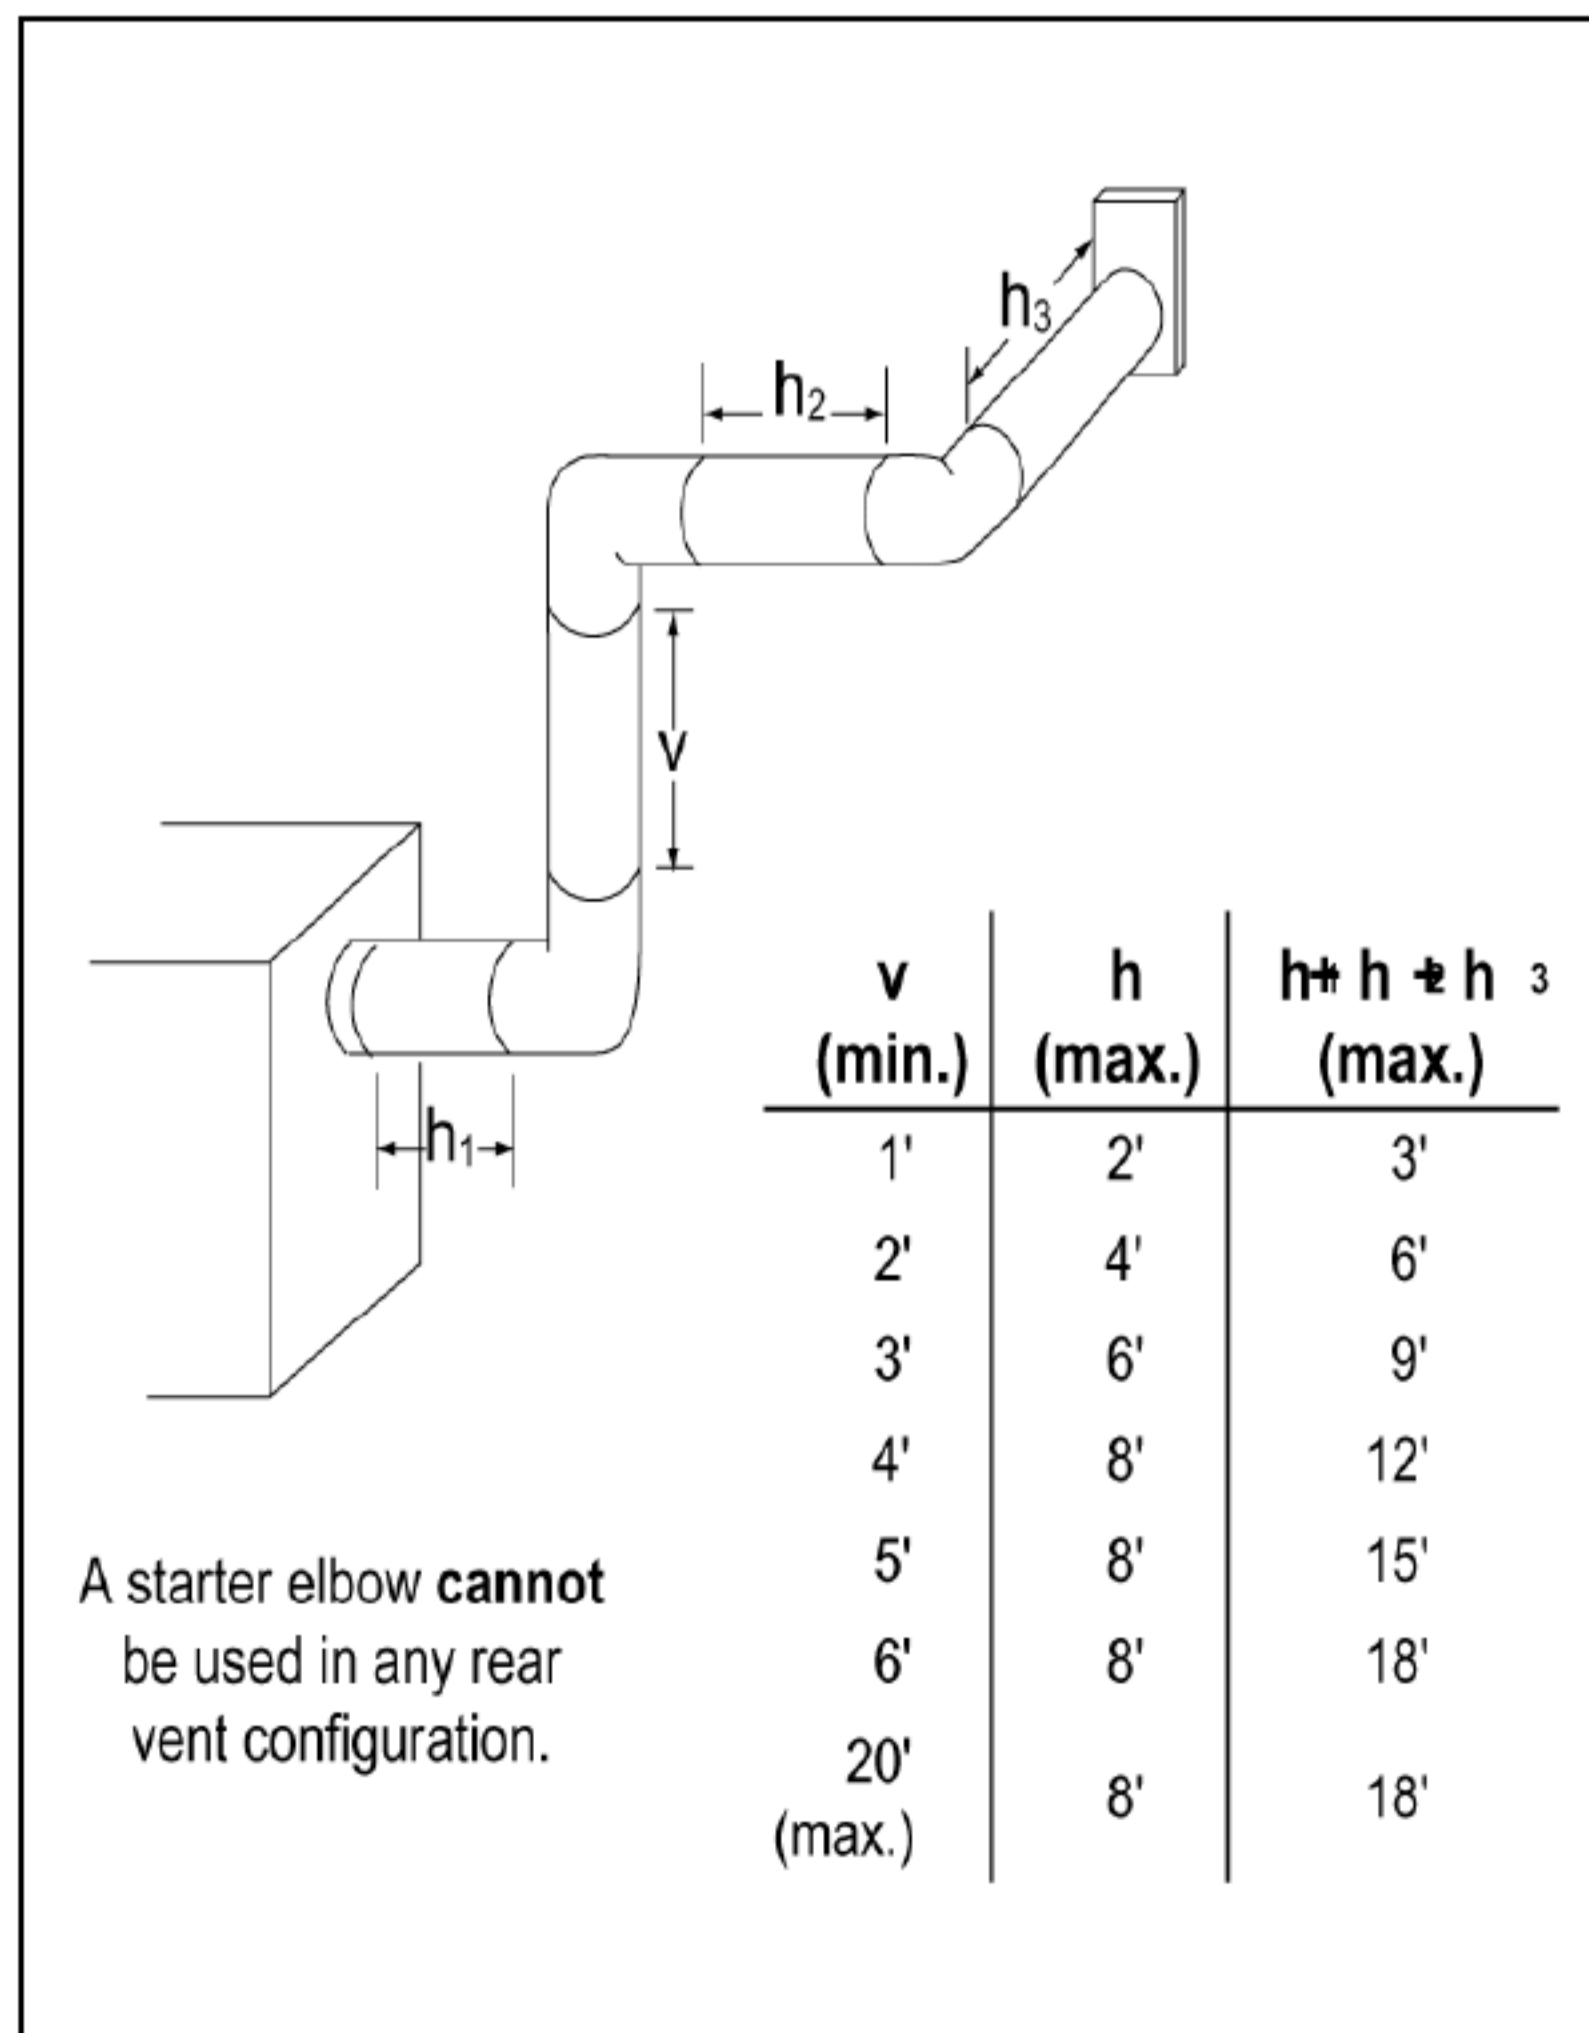 h3
h2
v
h1
v h h1+ h2+ h 3
(min.) (max.) (max.)
1' 2' 3'
2' 4' 6'
3' 6' 9'
4' 8' 12'
5' 8' 15'
6' 8' 18'
20'
(max.) 8' 18'
A starter elbow cannot
be used in any rear
vent configuration.